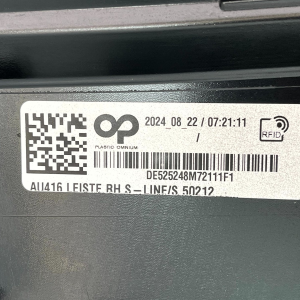 OP
2024_08_22 / 07:21:11
/
RFID
PLASTIC OMNIUM
DE525248M72111F1
AU416 LEISTE RH S-LINE/S 50212